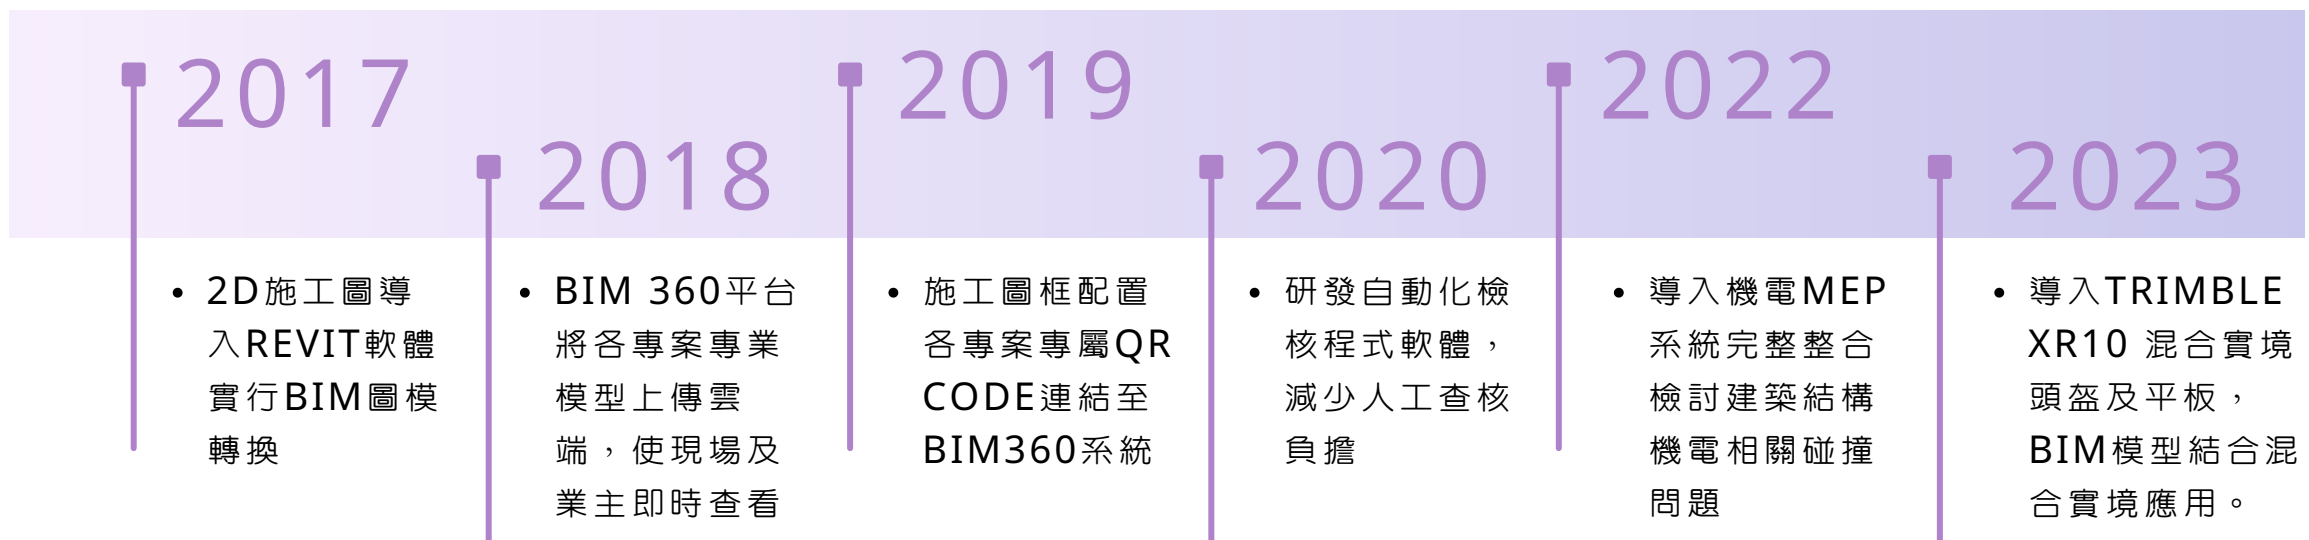 2017
2D施工圖導
入REVIT軟體
實行BIM圖模
轉換
2018
BIM 360平台
將各專案專業
模型上傳雲
端，使現場及
業主即時查看
2019
施工圖框配置
各專案專屬QR
CODE連結至
BIM360系統
2020
研發自動化檢
核程式軟體，
減少人工查核
負擔
2022
導入機電MEP
系統完整整合
檢討建築結構
機電相關碰撞
問題
2023
導入TRIMBLE
XR10 混合實境
頭盔及平板，
BIM模型結合混
合實境應用。